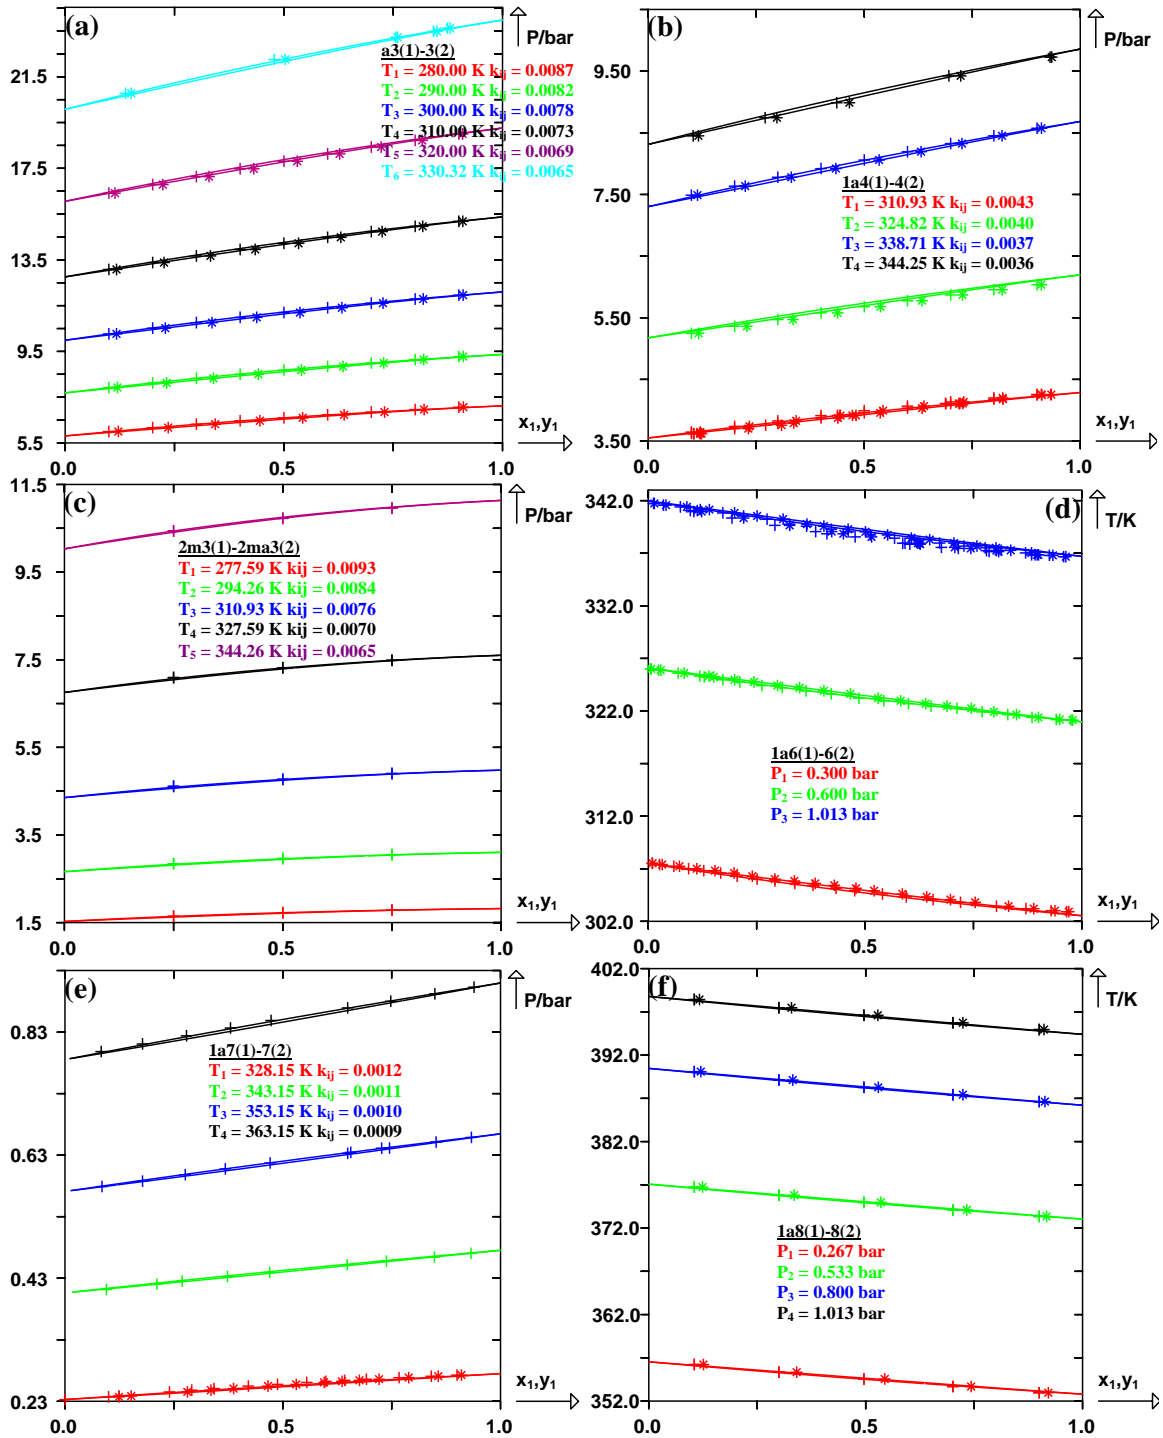 (a)
P/bar
a3(1)-3(2)
T1 = 280.00 K kij = 0.0087
T2 = 290.00 K kij = 0.0082
T3 = 300.00 K kij = 0.0078
T4 = 310.00 K kij = 0.0073
T5 = 320.00 K kij = 0.0069
T6 = 330.32 K kij = 0.0065
21.5
17.5
13.5
9.5
5.5
0.0
0.5
1.0
x1,y1
(b)
P/bar
9.50
7.50
5.50
3.50
1a4(1)-4(2)
T1 = 310.93 K kij = 0.0043
T2 = 324.82 K kij = 0.0040
T3 = 338.71 K kij = 0.0037
T4 = 344.25 K kij = 0.0036
x1,y1
0.0
0.5
1.0
(c)
P/bar
11.5
9.5
7.5
5.5
3.5
1.5
2m3(1)-2ma3(2)
T1 = 277.59 K kij = 0.0093
T2 = 294.26 K kij = 0.0084
T3 = 310.93 K kij = 0.0076
T4 = 327.59 K kij = 0.0070
T5 = 344.26 K kij = 0.0065
x1,y1
0.0
0.5
1.0
(d)
T/K
342.0
332.0
322.0
312.0
302.0
1a6(1)-6(2)
P1 = 0.300 bar
P2 = 0.600 bar
P3 = 1.013 bar
x1,y1
0.0
0.5
1.0
(e)
P/bar
0.83
0.63
0.43
0.23
1a7(1)-7(2)
T1 = 328.15 K kij = 0.0012
T2 = 343.15 K kij = 0.0011
T3 = 353.15 K kij = 0.0010
T4 = 363.15 K kij = 0.0009
x1,y1
0.0
0.5
1.0
(f)
T/K
402.0
392.0
382.0
372.0
362.0
352.0
1a8(1)-8(2)
P1 = 0.267 bar
P2 = 0.533 bar
P3 = 0.800 bar
P4 = 1.013 bar
x1,y1
0.0
0.5
1.0